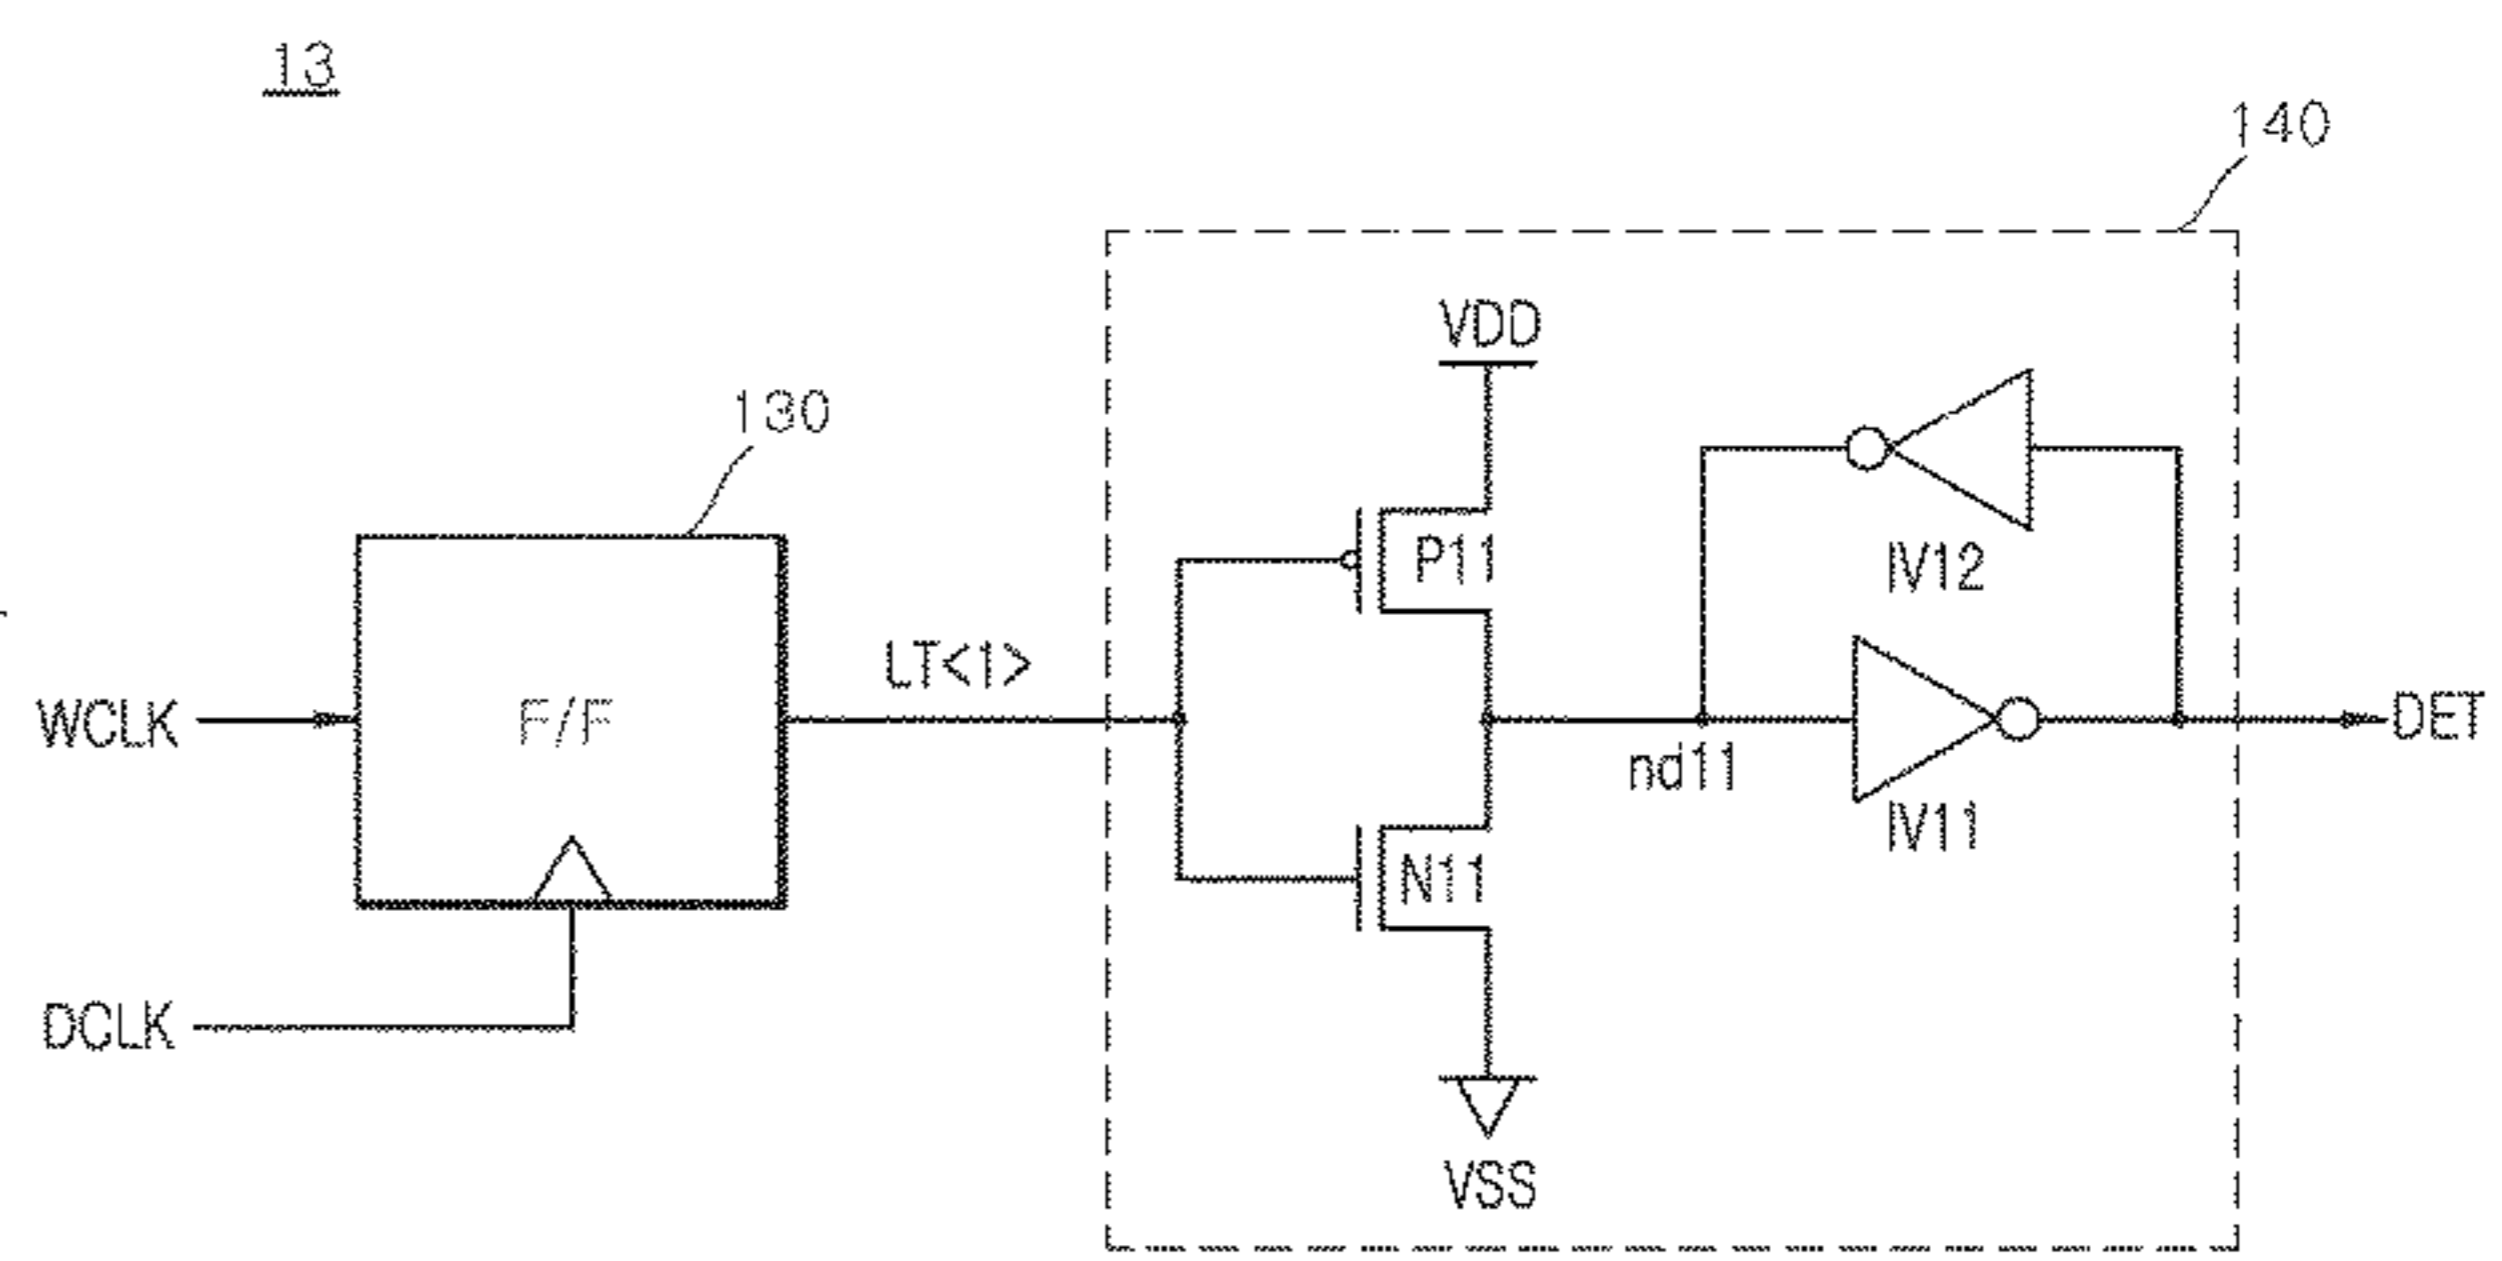 13
140
VDD
130
P11
IV12
LT<1>
WCLK
F/F
DET
nd11
IV11
N11
DCLK
VSS